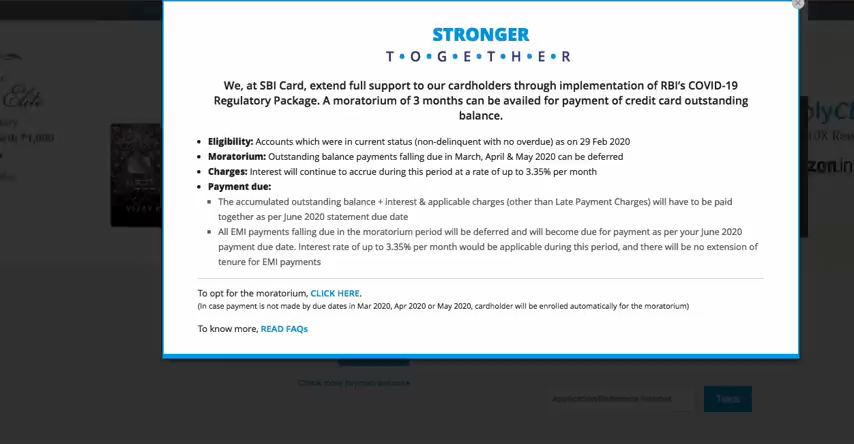 STRONGER
T•O•G•E•T•H•E•R
We, at SBI Card, extend full support to our cardholders through implementation of RBI's COVID-19
Regulatory Package. A moratorium of 3 months can be availed for payment of credit card outstanding
balance.
• Eligibility: Accounts which were in current status (non-delinquent with no overdue) as on 29 Feb 2020
• Moratorium: Outstanding balance payments falling due in March, April & May 2020 can be deferred
• Charges: Interest will continue to accrue during this period at a rate of up to 3.35% per month
• Payment due:
▪ The accumulated outstanding balance + interest & applicable charges (other than Late Payment Charges) will have to be paid
together as per June 2020 statement due date
▪ All EMI payments falling due in the moratorium period will be deferred and will become due for payment as per your June 2020
payment due date. Interest rate of up to 3.35% per month would be applicable during this period, and there will be no extension of
tenure for EMI payments
To opt for the moratorium, CLICK HERE.
(In case payment is not made by due dates in Mar 2020, Apr 2020 or May 2020, cardholder will be enrolled automatically for the moratorium)
To know more, READ FAQs
Elite